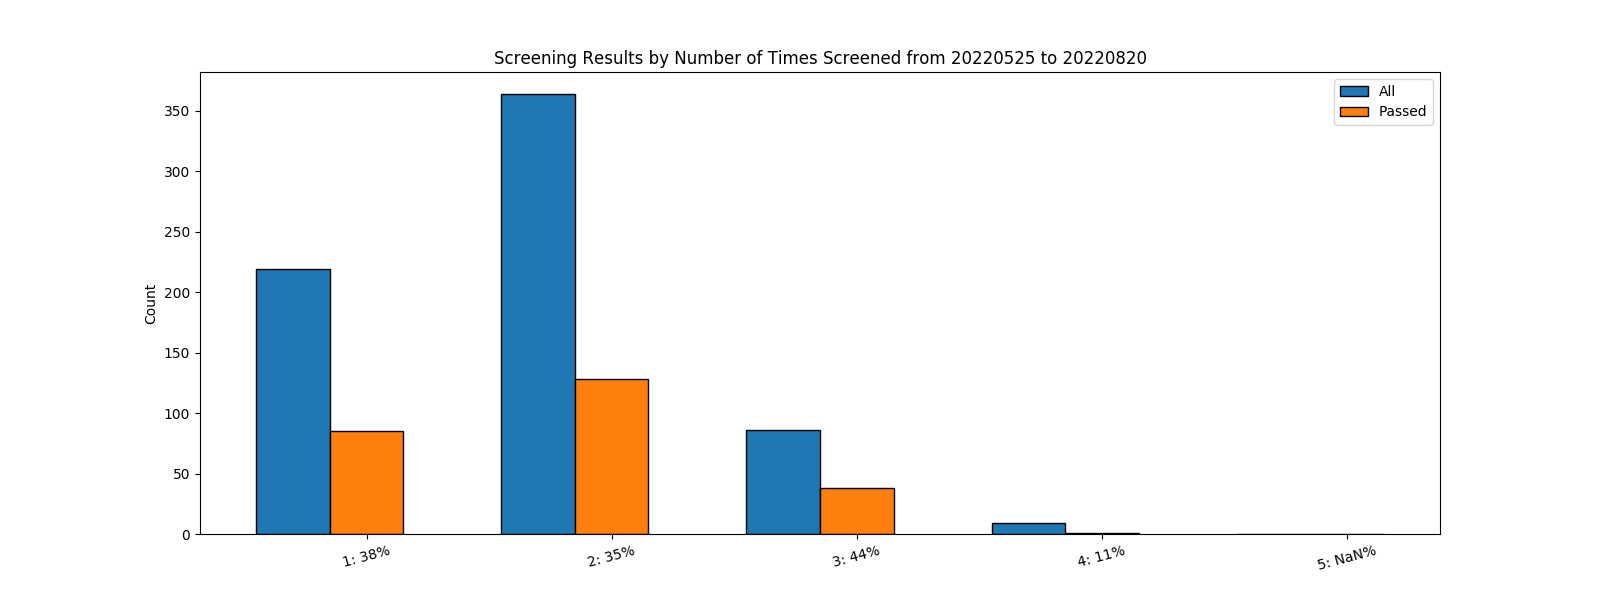 Screening Results by Number of Times Screened from 20220525 to 20220820
All
Passed
350
300
250
200
150
100
50
0
Count
1: 38%
2: 35%
3: 44%
4: 11%
5: NaN%